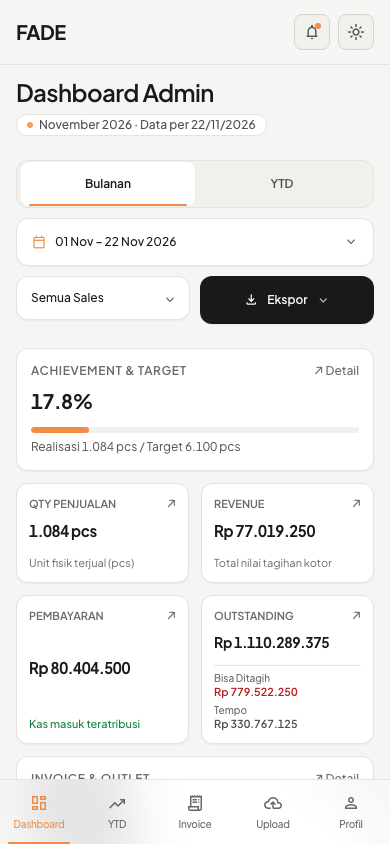 FADE
Dashboard Admin
November 2026 · Data per 22/11/2026
Bulanan
YTD
01 Nov – 22 Nov 2026
Semua Sales
Ekspor
ACHIEVEMENT & TARGET
Detail
17.8%
Realisasi 1.084 pcs / Target 6.100 pcs
QTY PENJUALAN
1.084 pcs
Unit fisik terjual (pcs)
REVENUE
Rp 77.019.250
Total nilai tagihan kotor
PEMBAYARAN
Rp 80.404.500
Kas masuk teratribusi
OUTSTANDING
Rp 1.110.289.375
Bisa Ditagih
Rp 779.522.250
Tempo
Rp 330.767.125
INVOICE & OUTLET
Detail
Dashboard
YTD
Invoice
Upload
Profil